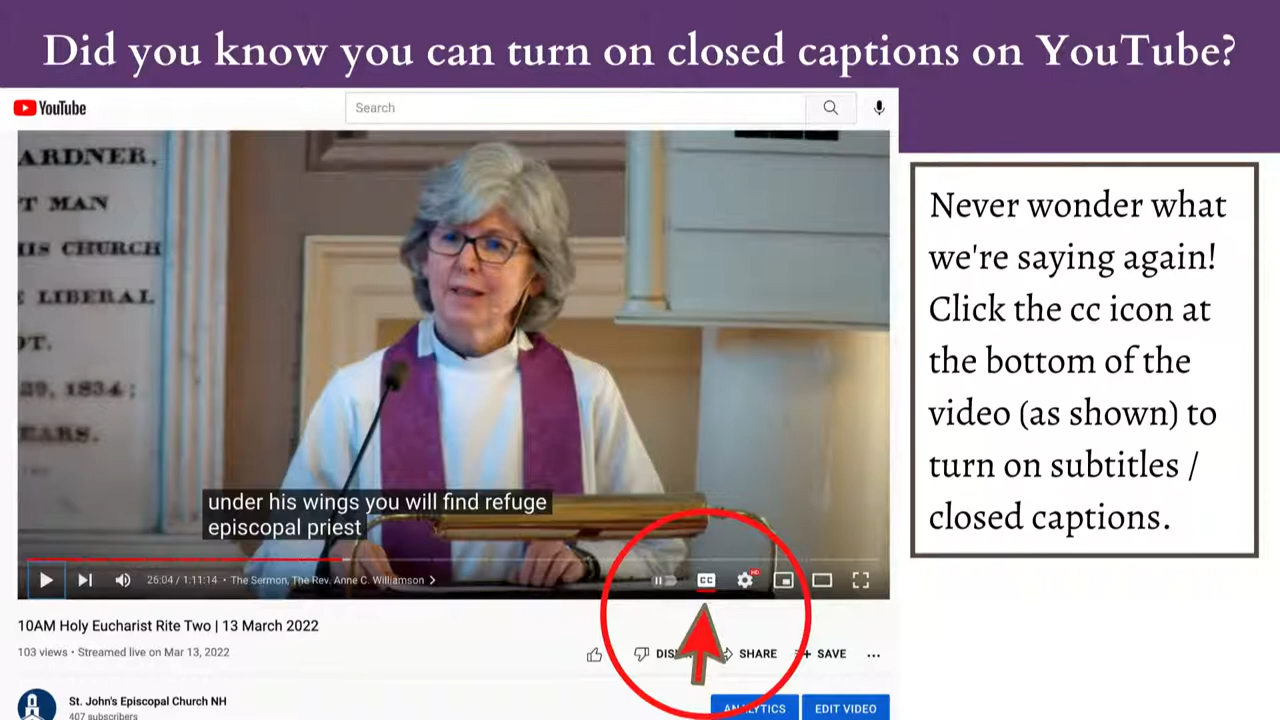 Did you know you can turn on closed captions on YouTube?
YouTube
Search
ARDNER,
T MAN
IIS CHURCH
LIBERAL
OT.
1834;
EARS.
under his wings you will find refuge
episcopal priest
26:04 / 1:11:14 • The Sermon, The Rev. Anne C. Williamson >
CC
HD
10AM Holy Eucharist Rite Two | 13 March 2022
103 views • Streamed live on Mar 13, 2022
SHARE
SAVE
...
St. John's Episcopal Church NH
407 subscribers
ANALYTICS
EDIT VIDEO
Never wonder what
we're saying again!
Click the cc icon at
the bottom of the
video (as shown) to
turn on subtitles /
closed captions.